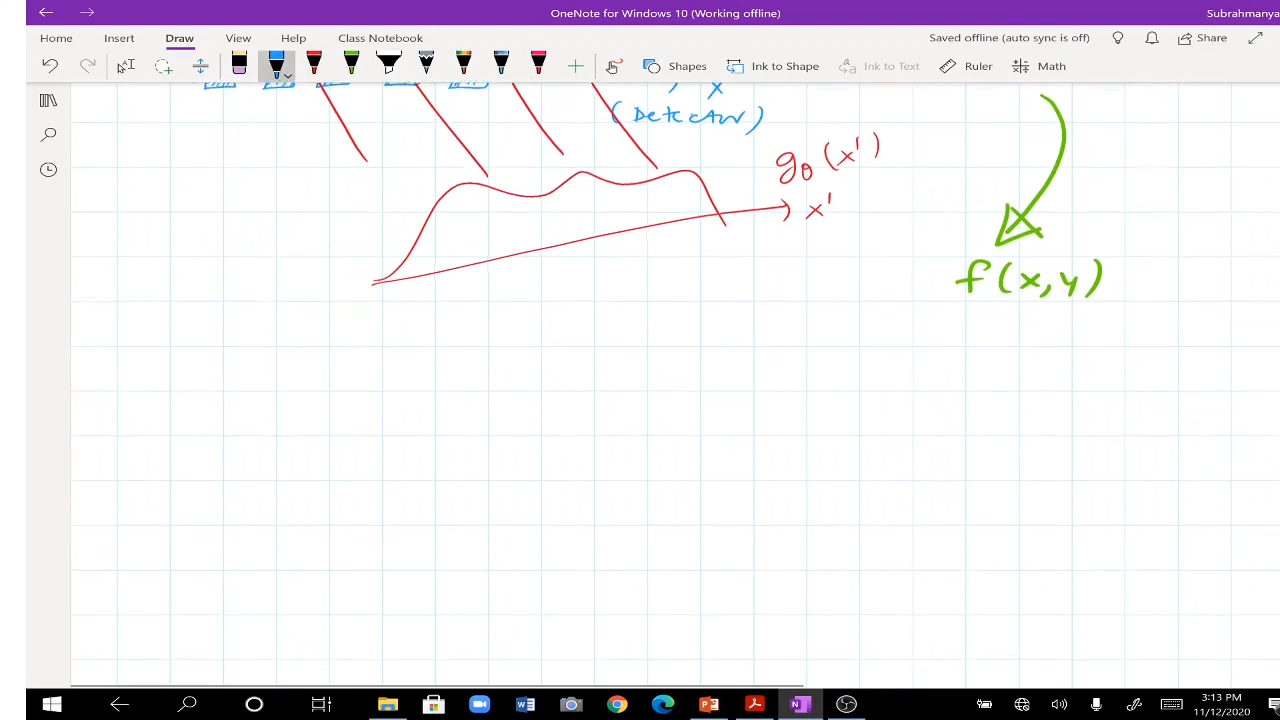 OneNote for Windows 10 (Working offline)
Subrahmanya
Home Insert Draw View Help Class Notebook
Saved offline (auto sync is off) Share
Shapes Ink to Shape Ink to Text Ruler Math
x
(Detector)
gθ(x')
x'
f(x,y)
3:13 PM
11/12/2020